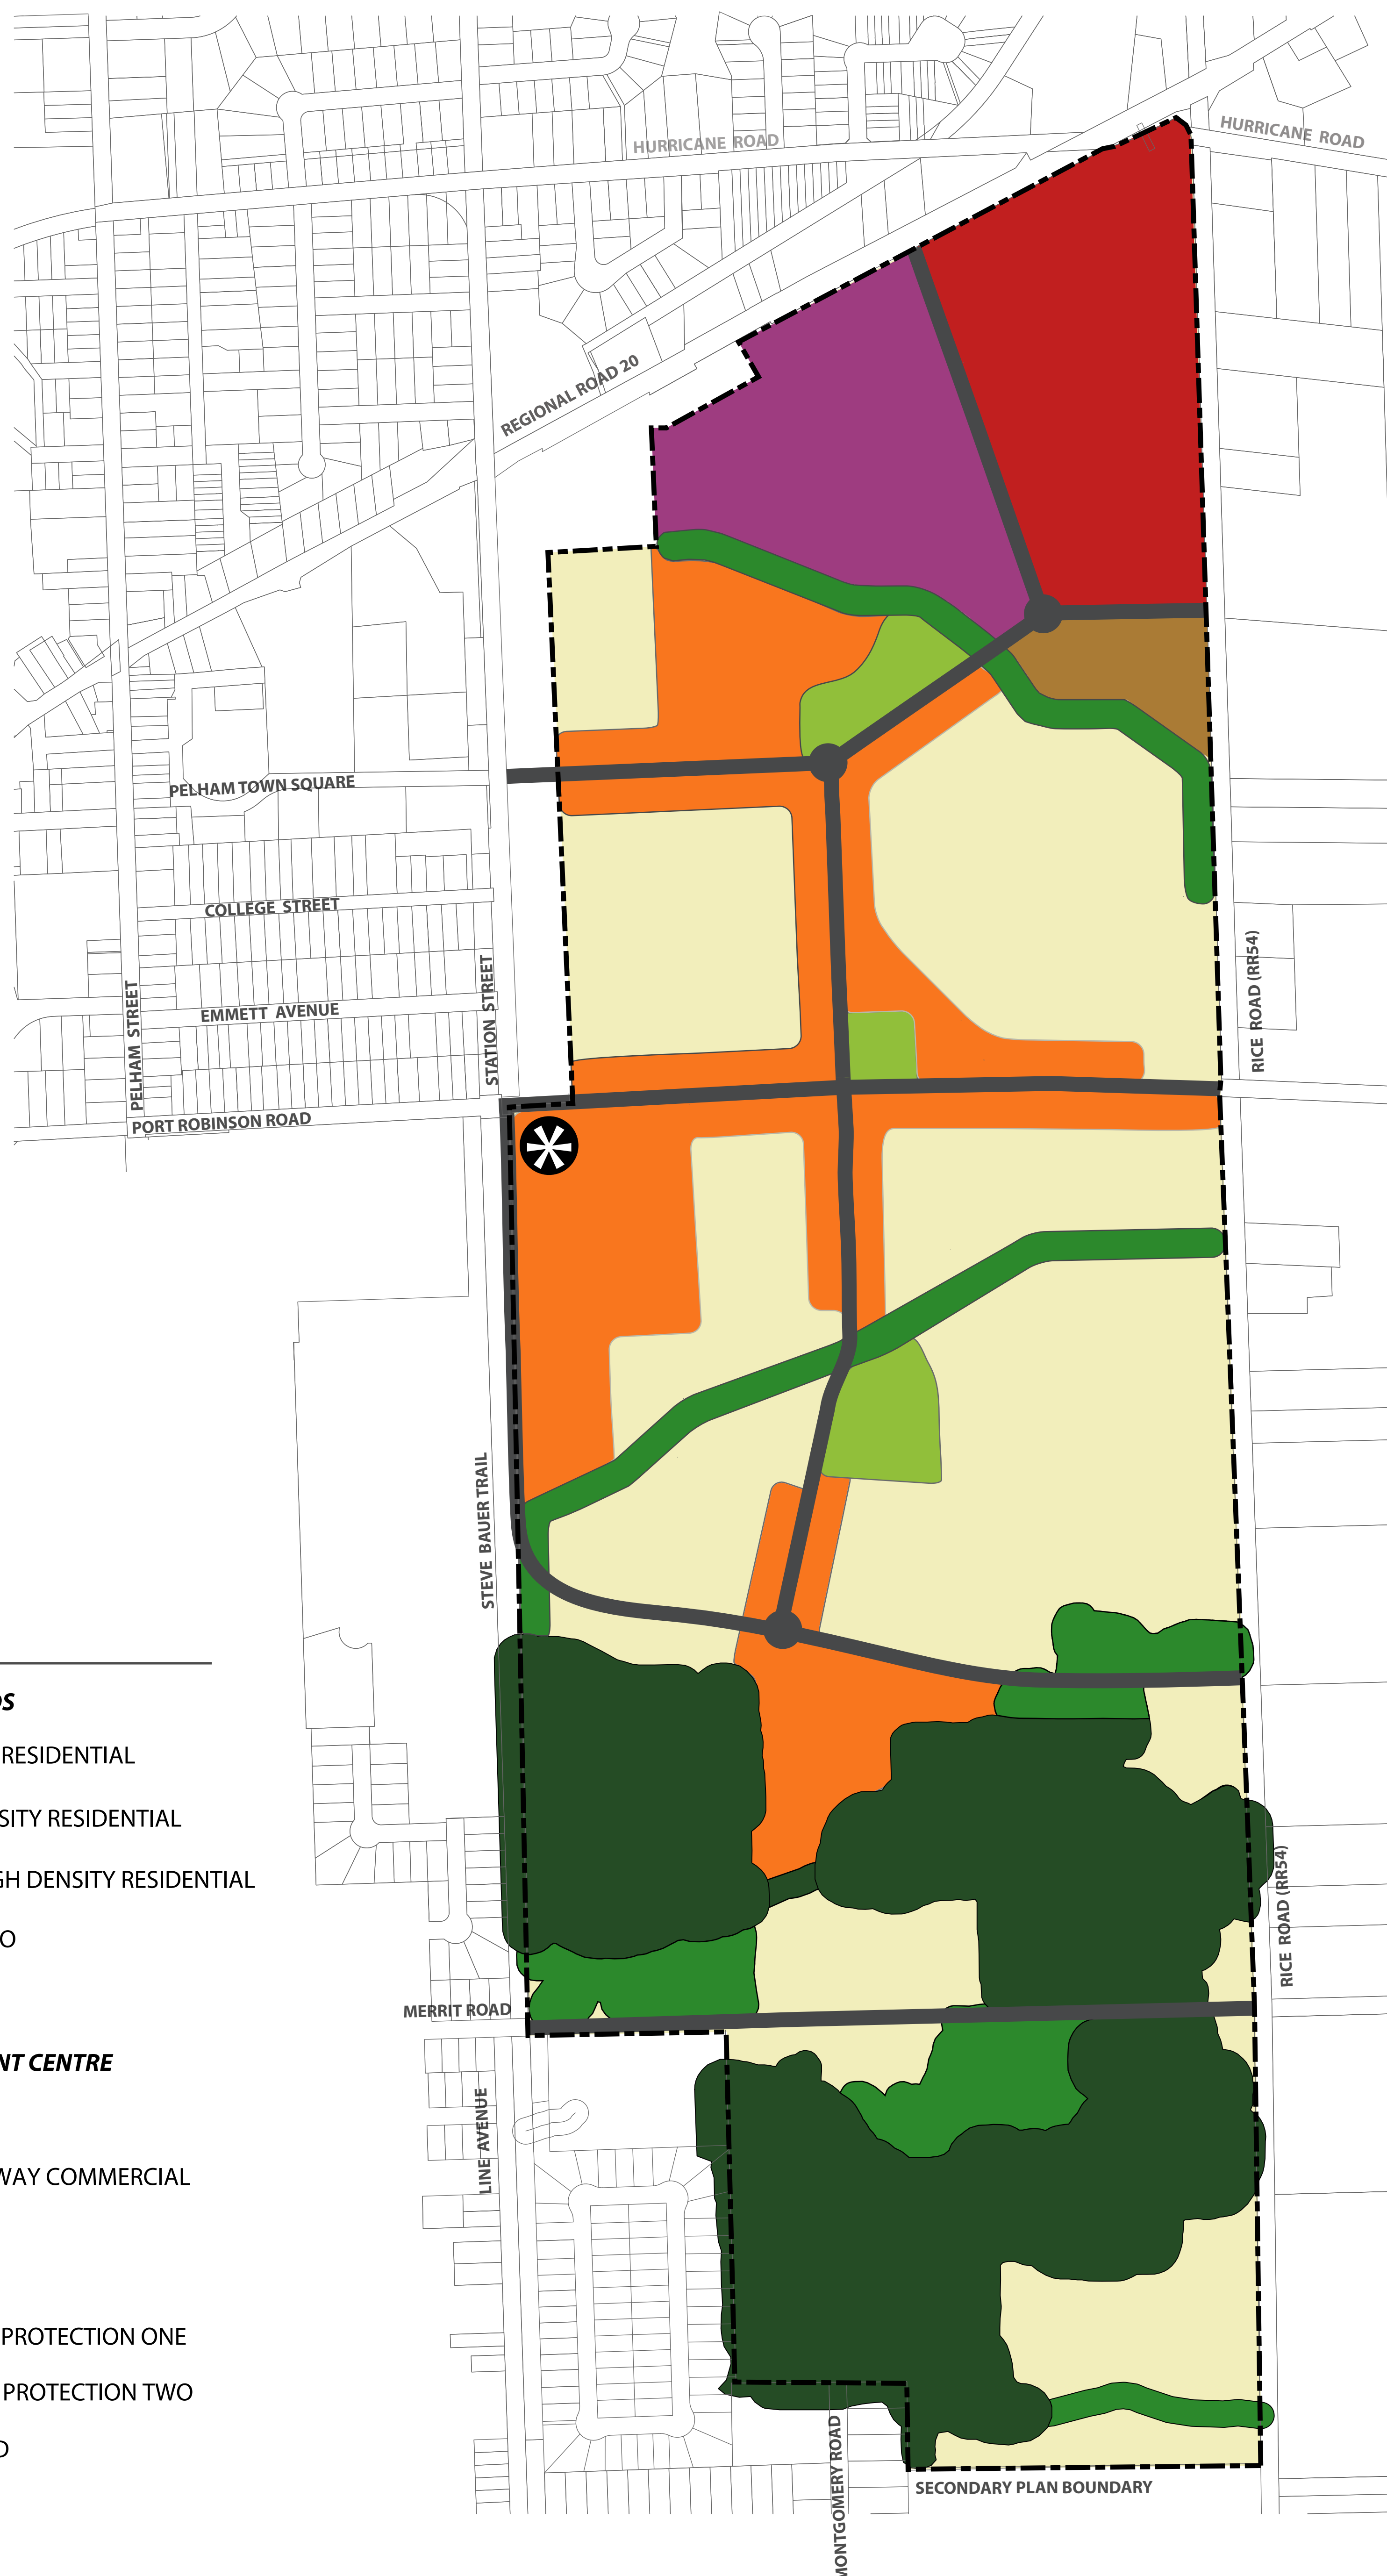 HURRICANE ROAD
HURRICANE ROAD
REGIONAL ROAD 20
PELHAM TOWN SQUARE
COLLEGE STREET
EMMETT AVENUE
PELHAM STREET
STATION STREET
RICE ROAD (RR54)
PORT ROBINSON ROAD
STEVE BAUER TRAIL
RESIDENTIAL
SITY RESIDENTIAL
GH DENSITY RESIDENTIAL
O
RICE ROAD (RR54)
MERRIT ROAD
NT CENTRE
LINE AVENUE
WAY COMMERCIAL
PROTECTION ONE
PROTECTION TWO
D
MONTGOMERY ROAD
SECONDARY PLAN BOUNDARY